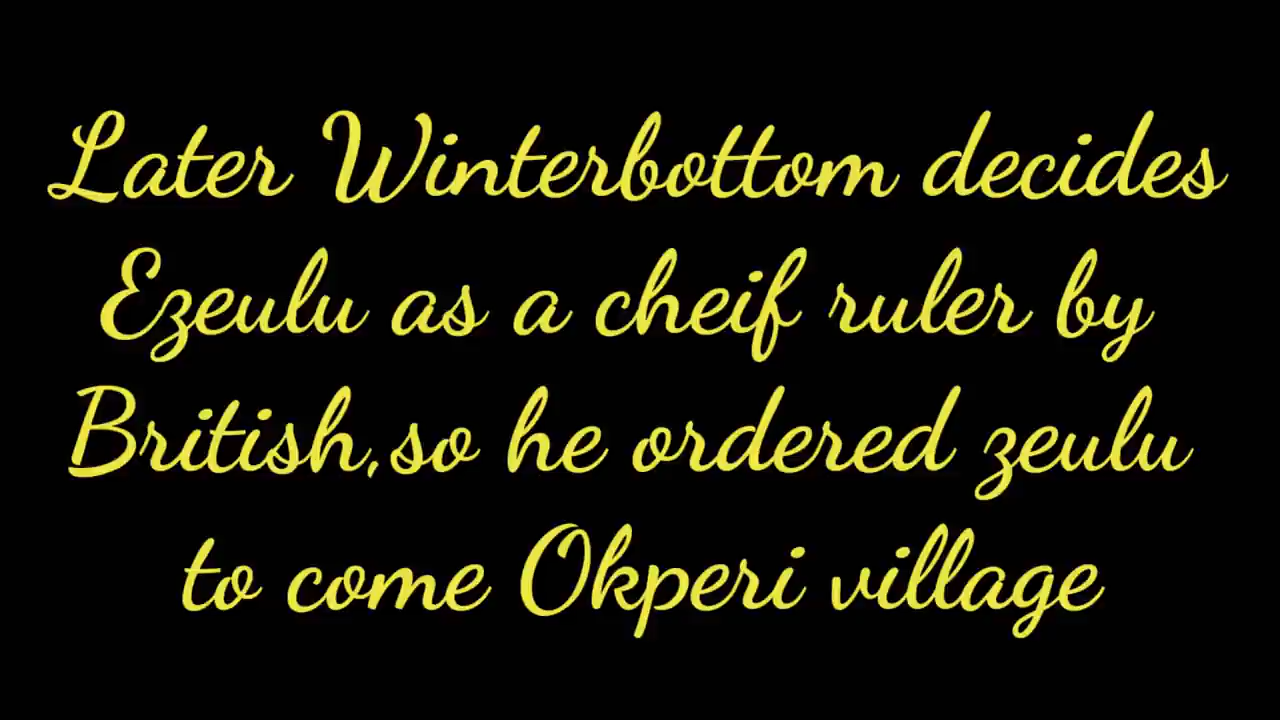 Later Winterbottom decides
Ezeulu as a cheif ruler by
British,so he ordered zeulu
to come Okperi village